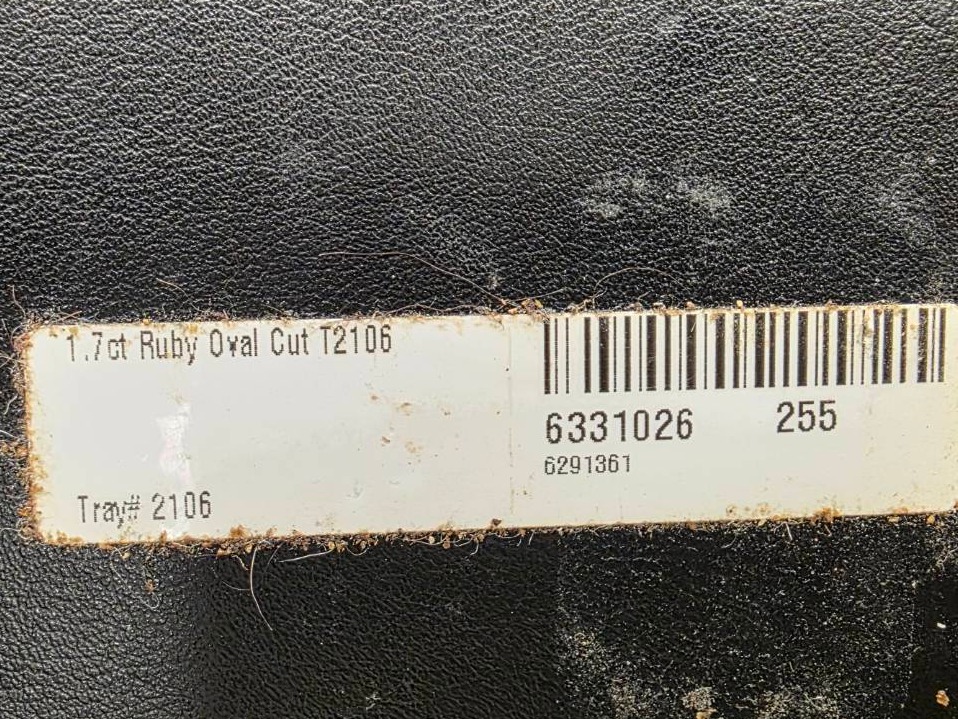 1.7ct Ruby Oval Cut T2106
6331026 255
6291361
Tray# 2106